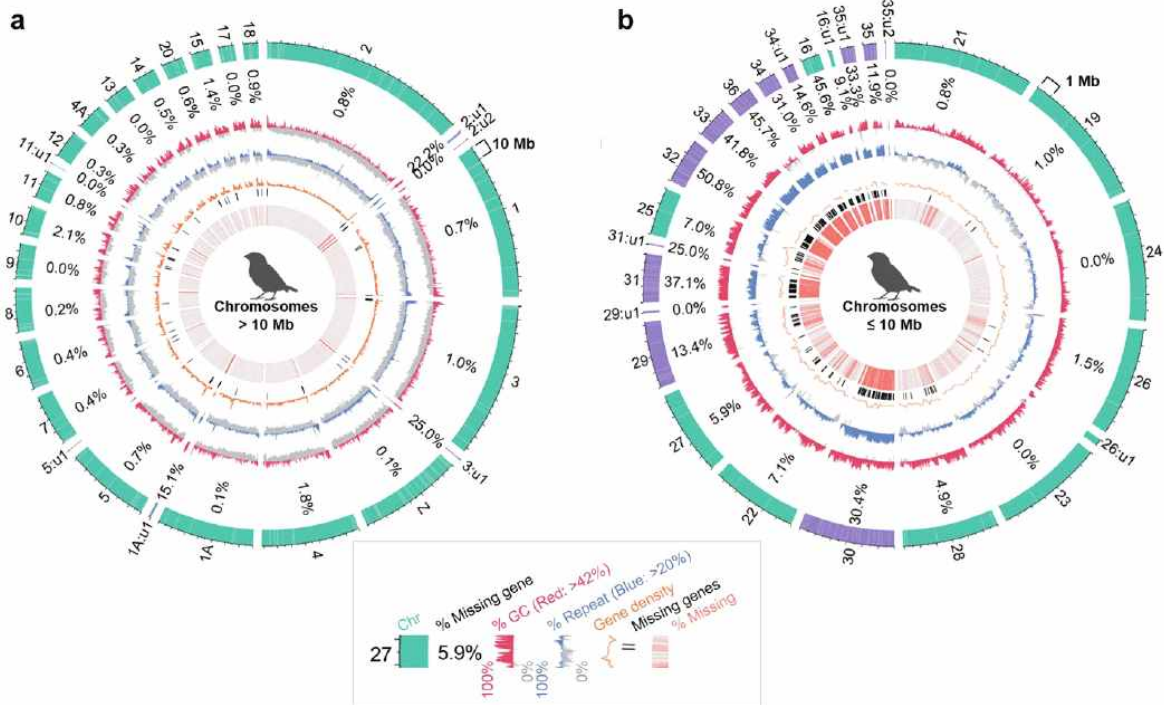 a
2
0.8%
2:u1
22.2%
2:u2
0.0%
10 Mb
1
0.7%
3
1.0%
3:u1
25.0%
Z
0.1%
4
1.8%
1A
0.1%
1A:u1
15.1%
5
0.7%
5:u1
7
0.4%
6
0.4%
8
0.2%
9
0.0%
10
2.1%
11
0.8%
11:u1
0.0%
12
0.3%
4A
0.3%
13
0.0%
14
0.5%
20
0.6%
15
1.4%
17
0.0%
18
0.9%
Chromosomes
> 10 Mb
b
21
0.8%
1 Mb
19
1.0%
24
0.0%
26
1.5%
26:u1
23
0.0%
28
4.9%
30
30.4%
22
7.1%
27
5.9%
29
13.4%
29:u1
0.0%
31
37.1%
31:u1
25.0%
25
7.0%
32
50.8%
33
41.8%
36
45.7%
34
31.0%
34:u1
14.6%
16
45.6%
16:u1
9.1%
35:u1
33.3%
35
11.9%
35:u2
0.0%
Chromosomes
≤ 10 Mb
Chr
% Missing gene
% GC (Red: >42%)
% Repeat (Blue: >20%)
Gene density
Missing genes
% Missing
27
5.9%
100%
0%
100%
0%